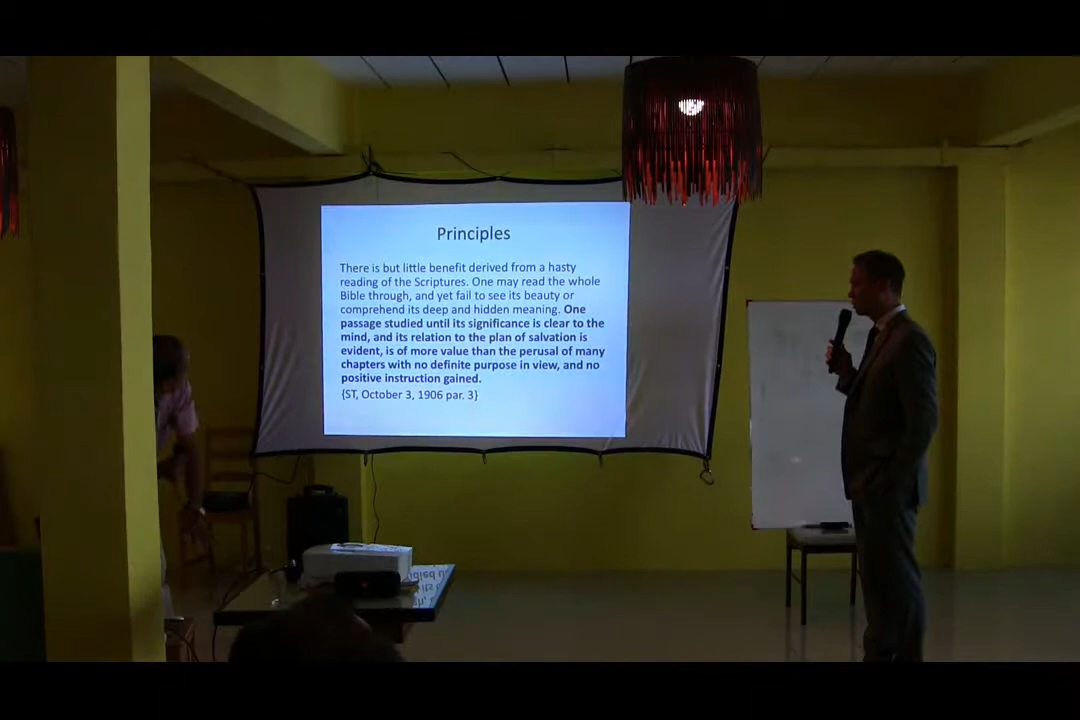 Principles
There is but little benefit derived from a hasty
reading of the Scriptures. One may read the whole
Bible through, and yet fail to see its beauty or
comprehend its deep and hidden meaning. One
passage studied until its significance is clear to the
mind, and its relation to the plan of salvation is
evident, is of more value than the perusal of many
chapters with no definite purpose in view, and no
positive instruction gained.
{ST, October 3, 1906 par. 3}